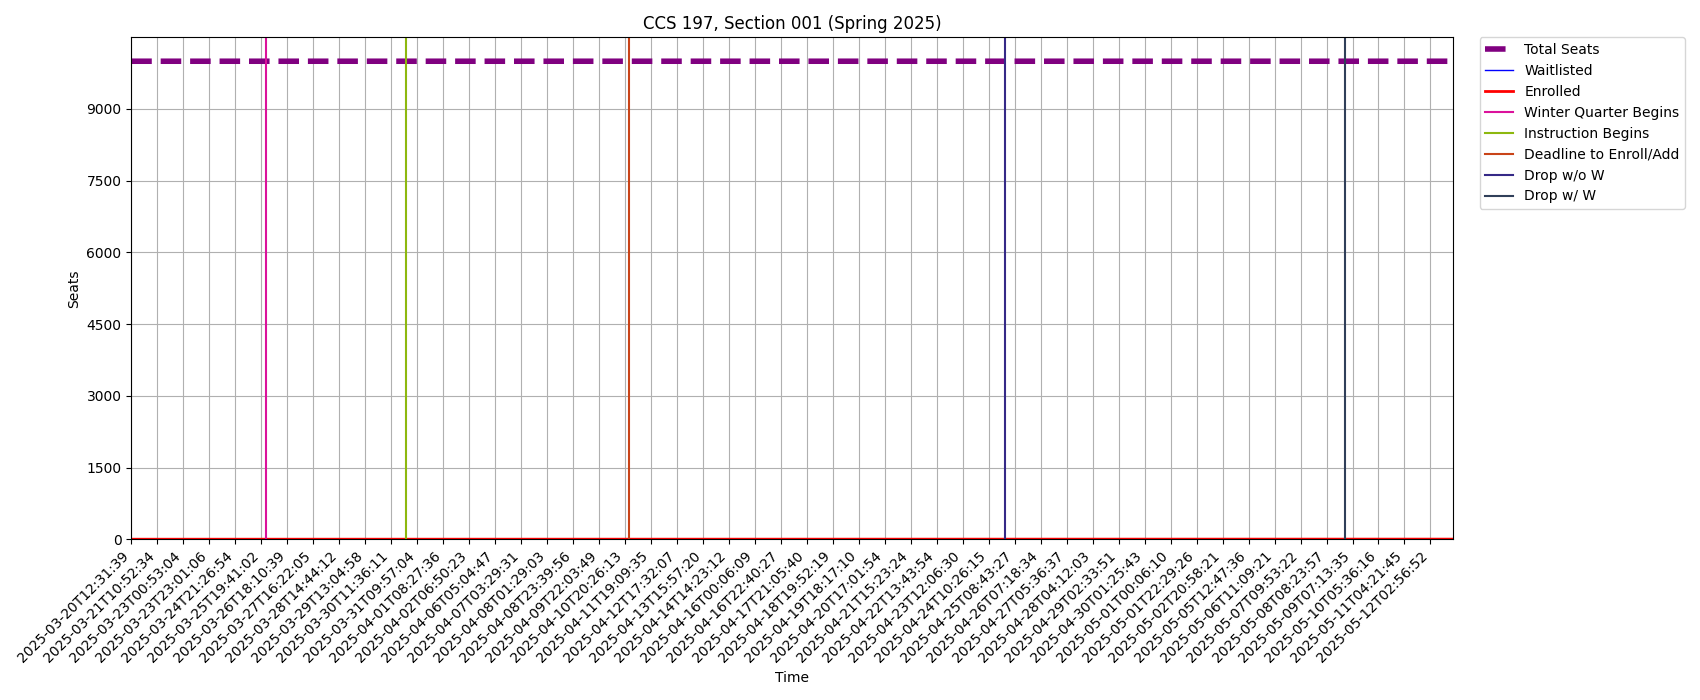 CCS 197, Section 001 (Spring 2025)
Total Seats
Waitlisted
Enrolled
Winter Quarter Begins
Instruction Begins
Deadline to Enroll/Add
Drop w/o W
Drop w/ W
Seats
9000
7500
6000
4500
3000
1500
0
2025-03-20T12:31:39
2025-03-21T10:52:34
2025-03-23T00:53:04
2025-03-23T23:01:06
2025-03-24T21:26:54
2025-03-25T19:41:02
2025-03-26T18:10:39
2025-03-27T16:22:05
2025-03-28T14:44:12
2025-03-29T13:04:58
2025-03-30T11:36:11
2025-03-31T09:57:04
2025-04-01T08:27:36
2025-04-02T06:50:23
2025-04-06T05:04:47
2025-04-07T03:29:31
2025-04-08T01:29:03
2025-04-08T23:39:56
2025-04-09T22:03:49
2025-04-10T20:26:13
2025-04-11T19:09:35
2025-04-12T17:32:07
2025-04-13T15:57:20
2025-04-14T14:23:12
2025-04-16T00:06:09
2025-04-16T22:40:27
2025-04-17T21:05:40
2025-04-18T19:52:19
2025-04-19T18:17:10
2025-04-20T17:01:54
2025-04-21T15:23:24
2025-04-22T13:43:54
2025-04-23T12:06:30
2025-04-24T10:26:15
2025-04-25T08:43:27
2025-04-26T07:18:34
2025-04-27T05:36:37
2025-04-28T04:12:03
2025-04-29T02:33:51
2025-04-30T01:25:43
2025-05-01T00:06:10
2025-05-01T22:29:26
2025-05-02T20:58:21
2025-05-05T12:47:36
2025-05-06T11:09:21
2025-05-07T09:53:22
2025-05-08T08:23:57
2025-05-09T07:13:35
2025-05-10T05:36:16
2025-05-11T04:21:45
2025-05-12T02:56:52
Time